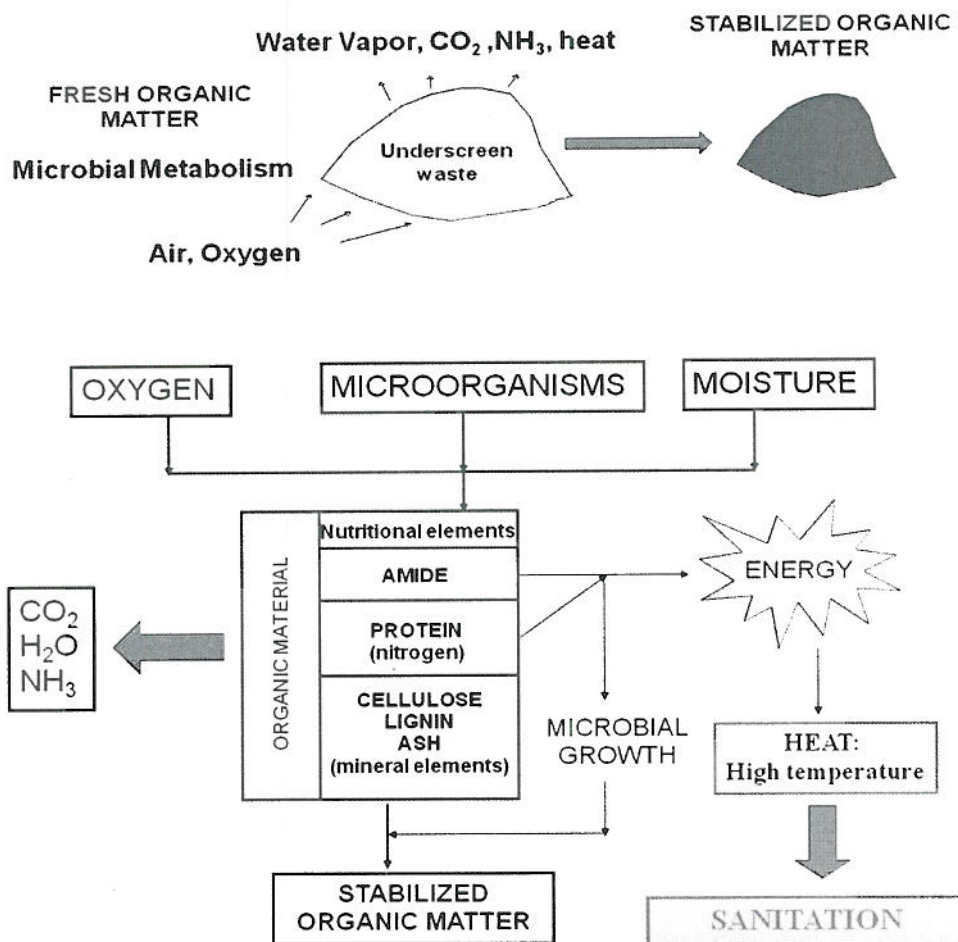 Water Vapor, CO₂ ,NH₃, heat
STABILIZED ORGANIC
MATTER
FRESH ORGANIC
MATTER
Microbial Metabolism
Underscreen
waste
Air, Oxygen
OXYGEN
MICROORGANISMS
MOISTURE
ORGANIC MATERIAL
Nutritional elements
AMIDE
PROTEIN
(nitrogen)
CELLULOSE
LIGNIN
ASH
(mineral elements)
ENERGY
CO₂
H₂O
NH₃
MICROBIAL
GROWTH
HEAT:
High temperature
STABILIZED
ORGANIC MATTER
SANITATION